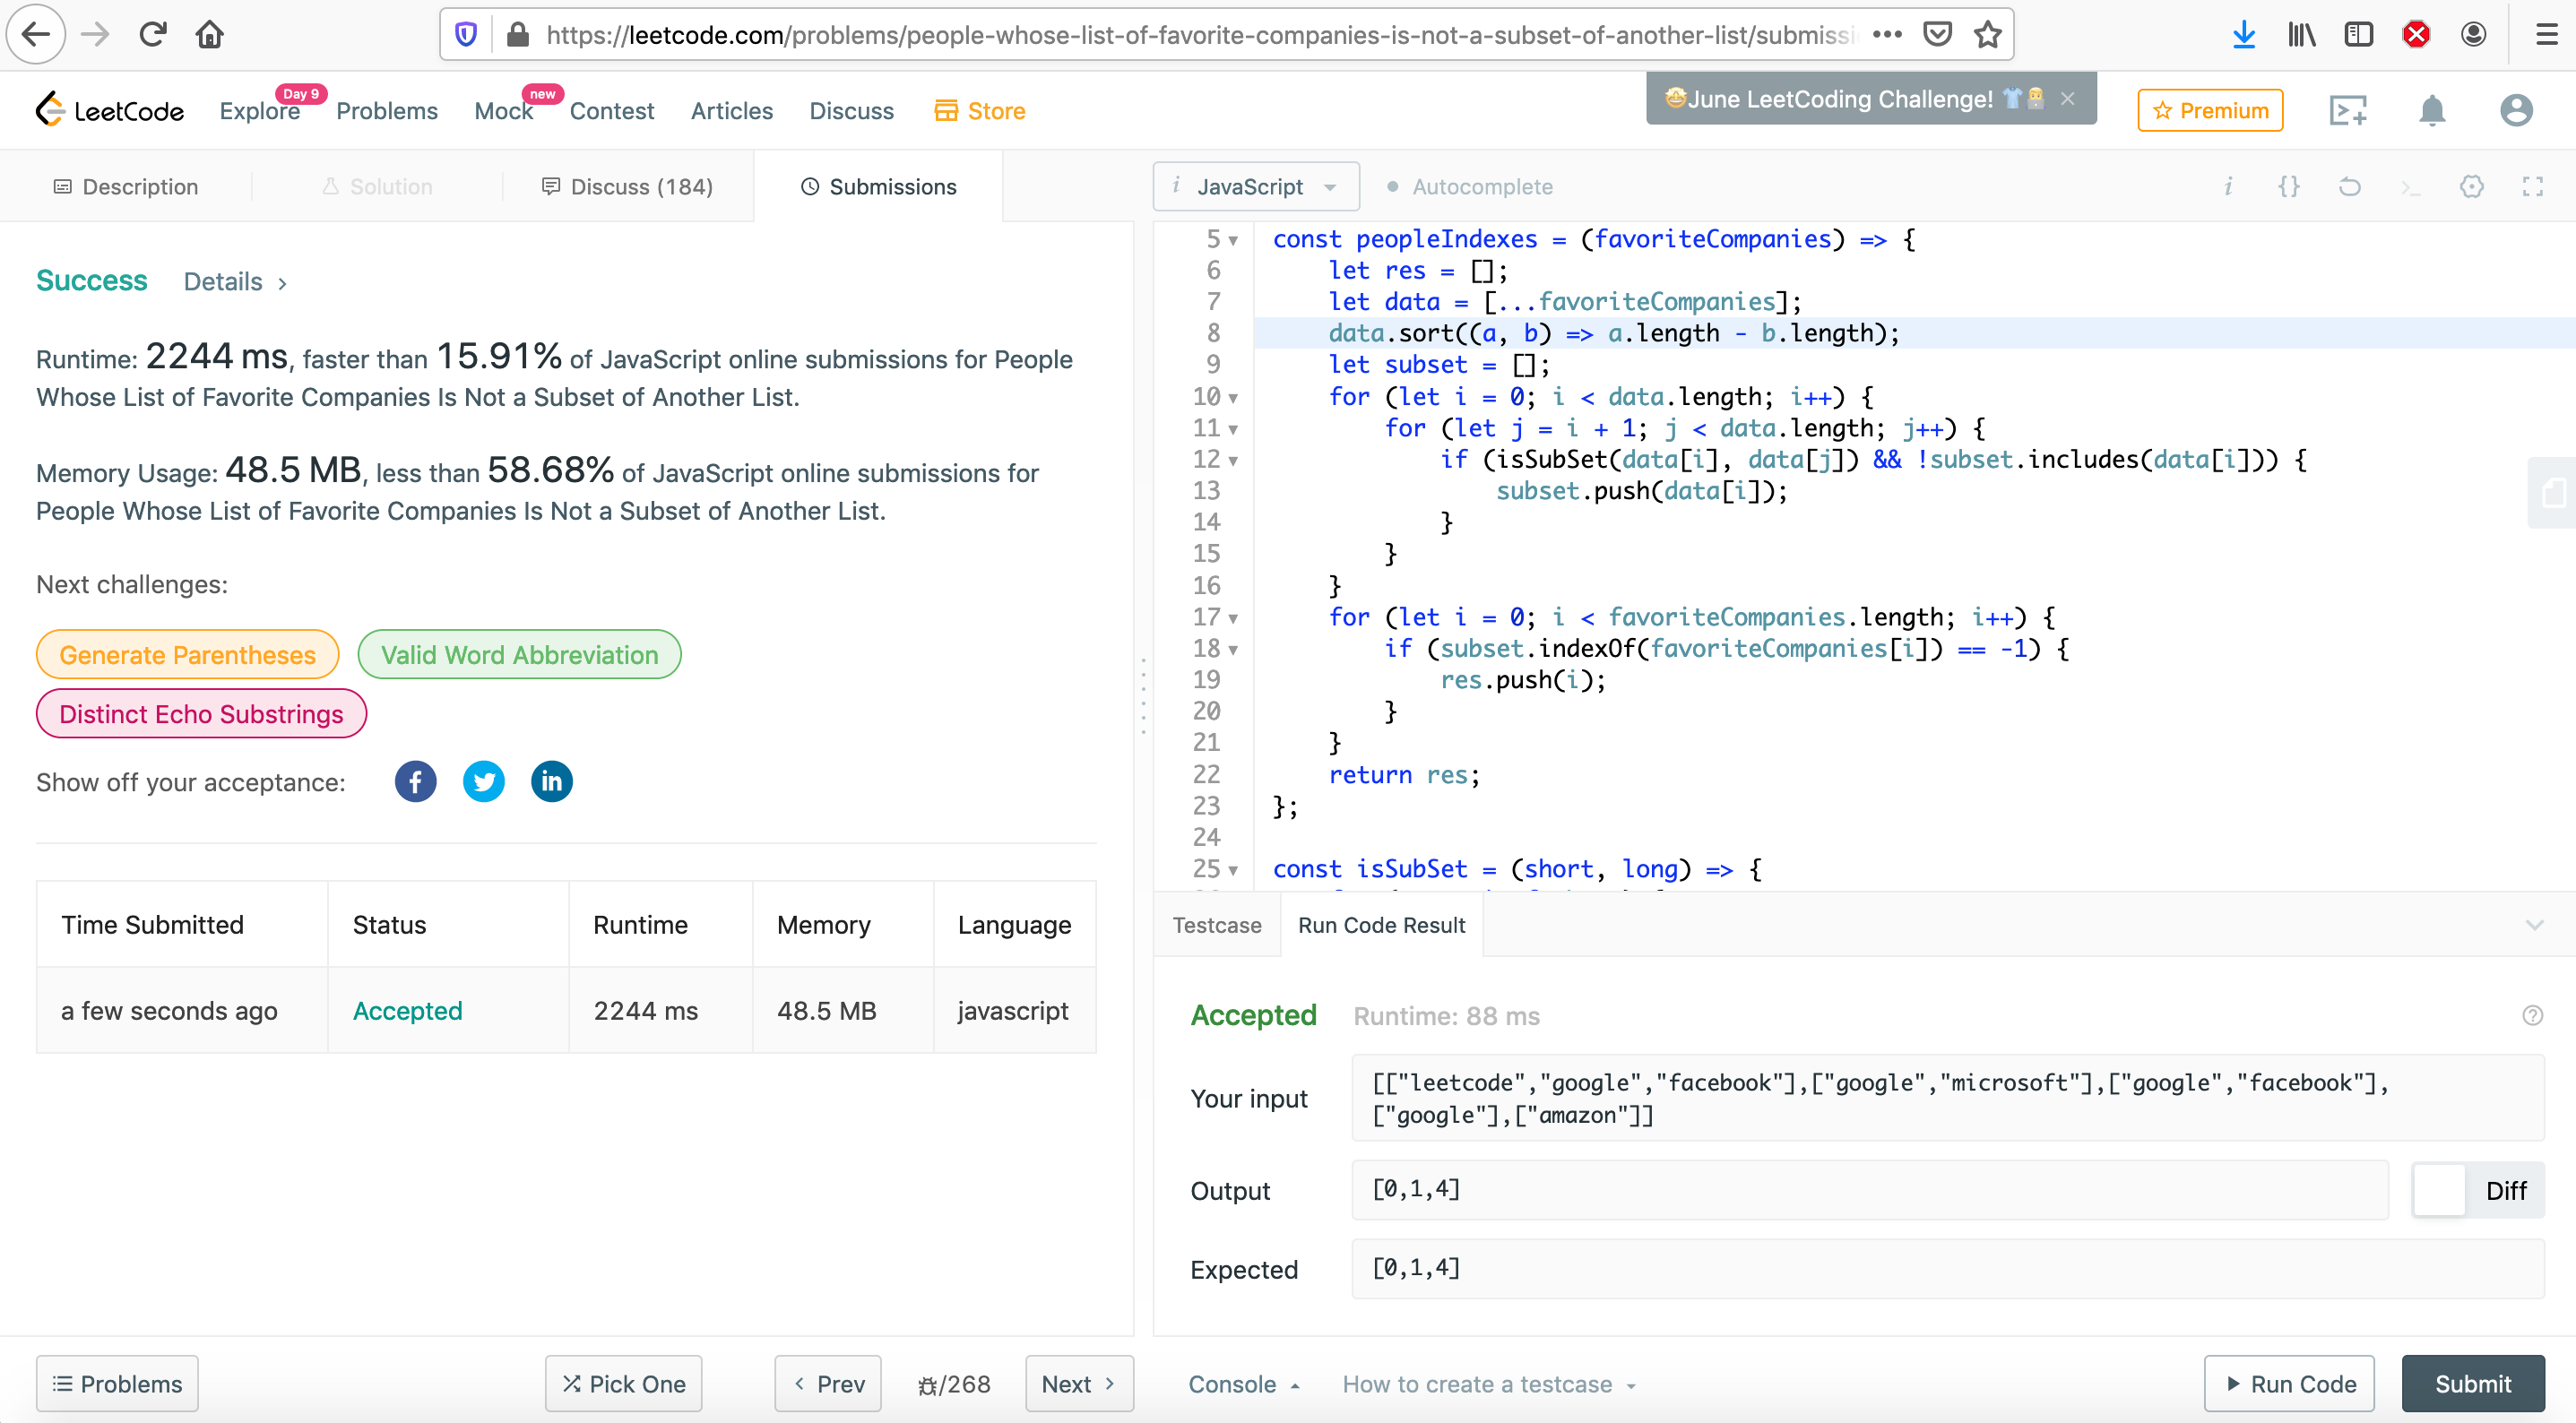 https://leetcode.com/problems/people-whose-list-of-favorite-companies-is-not-a-subset-of-another-list/submissi
LeetCode
Explore
Day 9
Problems
Mock
new
Contest
Articles
Discuss
Store
🤩June LeetCoding Challenge! 👕
Premium
Description
Solution
Discuss (184)
Submissions
i JavaScript
Autocomplete
Success Details >
Runtime: 2244 ms, faster than 15.91% of JavaScript online submissions for People
Whose List of Favorite Companies Is Not a Subset of Another List.
Memory Usage: 48.5 MB, less than 58.68% of JavaScript online submissions for
People Whose List of Favorite Companies Is Not a Subset of Another List.
Next challenges:
Generate Parentheses
Valid Word Abbreviation
Distinct Echo Substrings
Show off your acceptance:
Time Submitted Status Runtime Memory Language
a few seconds ago Accepted 2244 ms 48.5 MB javascript
5 const peopleIndexes = (favoriteCompanies) => {
6 let res = [];
7 let data = [...favoriteCompanies];
8 data.sort((a, b) => a.length - b.length);
9 let subset = [];
10 for (let i = 0; i < data.length; i++) {
11 for (let j = i + 1; j < data.length; j++) {
12 if (isSubSet(data[i], data[j]) && !subset.includes(data[i])) {
13 subset.push(data[i]);
14 }
15 }
16 }
17 for (let i = 0; i < favoriteCompanies.length; i++) {
18 if (subset.indexOf(favoriteCompanies[i]) == -1) {
19 res.push(i);
20 }
21 }
22 return res;
23 };
24
25 const isSubSet = (short, long) => {
Testcase
Run Code Result
Accepted Runtime: 88 ms
Your input
[["leetcode","google","facebook"],["google","microsoft"],["google","facebook"],
["google"],["amazon"]]
Output
[0,1,4]
Diff
Expected
[0,1,4]
Problems
Pick One
< Prev
/268
Next >
Console
How to create a testcase
Run Code
Submit